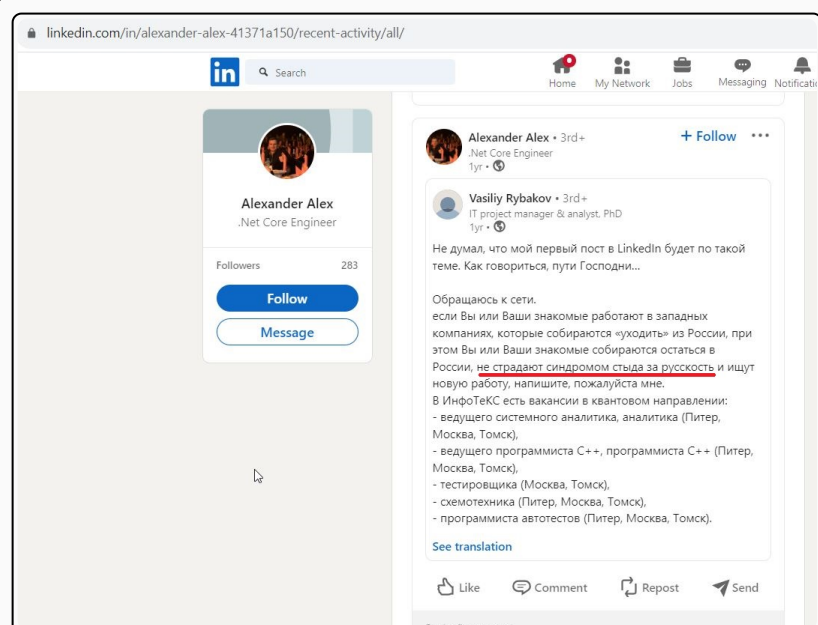 linkedin.com/in/alexander-alex-41371a150/recent-activity/all/
in
Search
Home
My Network
Jobs
Messaging
Notificati
Alexander Alex
.Net Core Engineer
Followers 283
Follow
Message
Alexander Alex • 3rd+
.Net Core Engineer
1yr •
+ Follow
Vasiliy Rybakov • 3rd+
IT project manager & analyst, PhD
1yr •
Не думал, что мой первый пост в LinkedIn будет по такой
теме. Как говориться, пути Господни...
Обращаюсь к сети.
если Вы или Ваши знакомые работают в западных
компаниях, которые собираются «уходить» из России, при
этом Вы или Ваши знакомые собираются остаться в
России, не страдают синдромом стыда за русскость и ищут
новую работу, напишите, пожалуйста мне.
В ИнфоТеКС есть вакансии в квантовом направлении:
- ведущего системного аналитика, аналитика (Питер,
Москва, Томск),
- ведущего программиста С++, программиста С++ (Питер,
Москва, Томск),
- тестировщика (Москва, Томск),
- схемотехника (Питер, Москва, Томск),
- программиста автотестов (Питер, Москва, Томск).
See translation
Like
Comment
Repost
Send